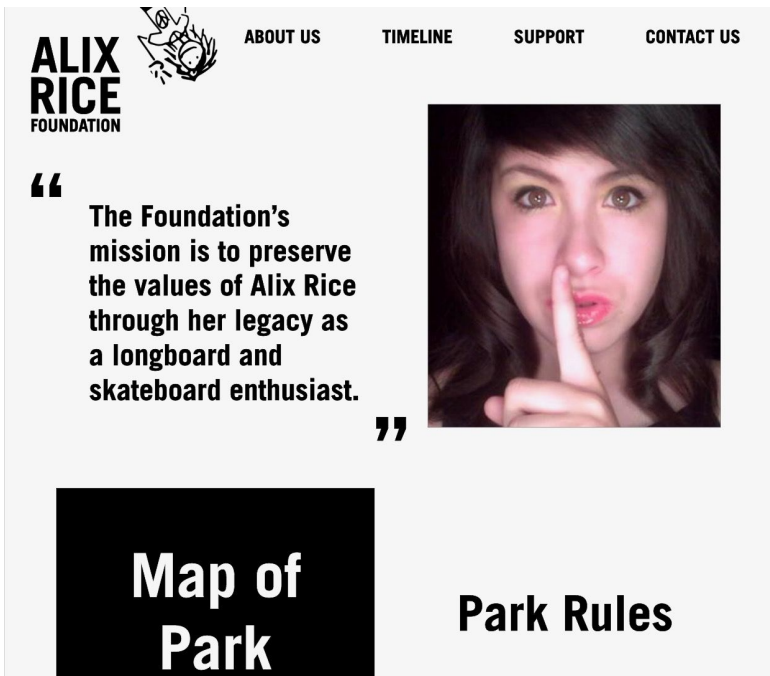 ALIX
RICE
FOUNDATION
ABOUT US
TIMELINE
SUPPORT
CONTACT US
“
The Foundation’s
mission is to preserve
the values of Alix Rice
through her legacy as
a longboard and
skateboard enthusiast.
”
Map of
Park
Park Rules